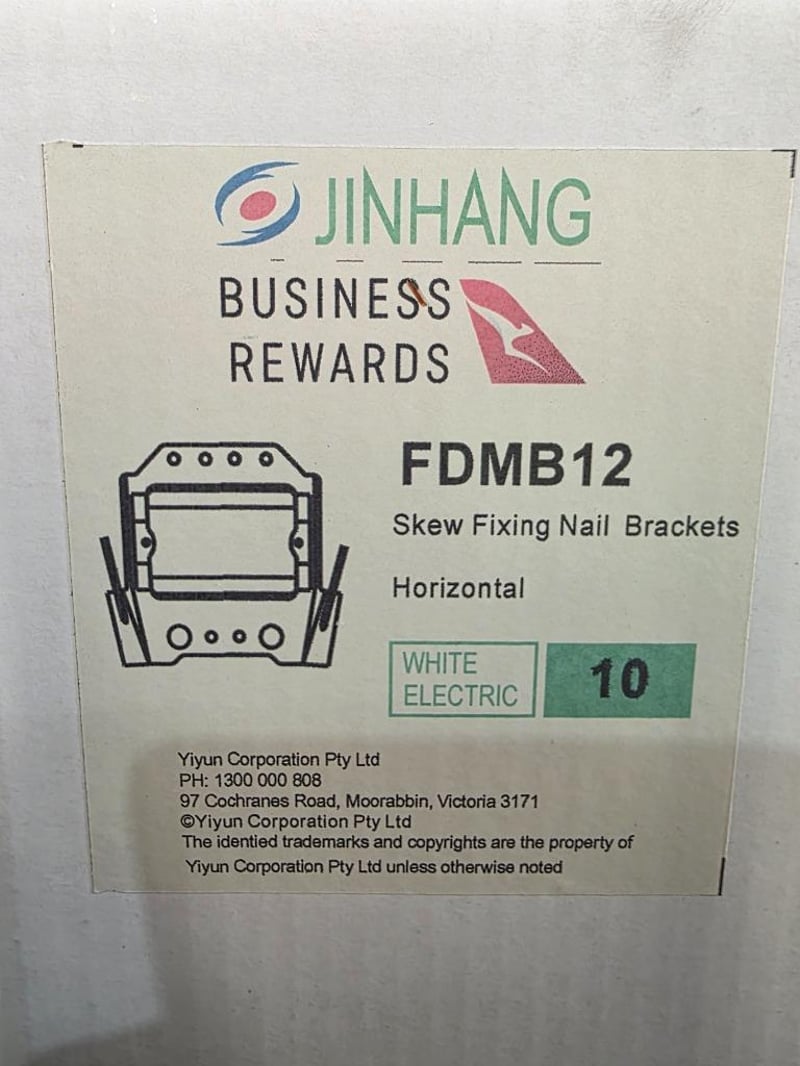 JINHANG
BUSINESS
REWARDS
FDMB12
Skew Fixing Nail Brackets
Horizontal
WHITE
ELECTRIC
10
Yiyun Corporation Pty Ltd
PH: 1300 000 808
97 Cochranes Road, Moorabbin, Victoria 3171
©Yiyun Corporation Pty Ltd
The identied trademarks and copyrights are the property of
Yiyun Corporation Pty Ltd unless otherwise noted